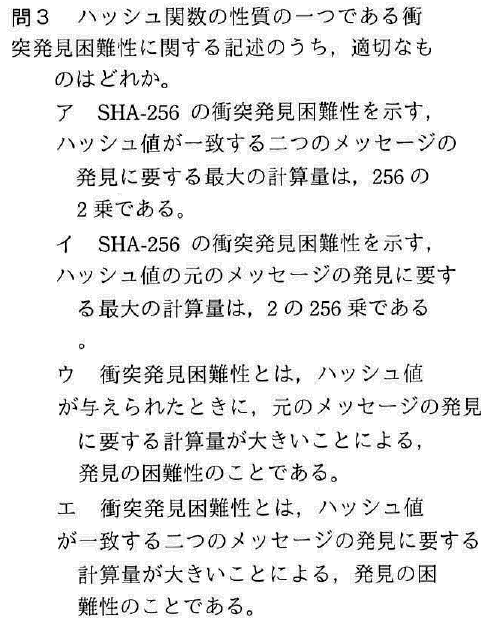 問3 ハッシュ関数の性質の一つである衝
突発見困難性に関する記述のうち，適切なも
のはどれか。
ア SHA-256 の衝突発見困難性を示す，
ハッシュ値が一致する二つのメッセージの
発見に要する最大の計算量は，256 の
2 乗である。
イ SHA-256 の衝突発見困難性を示す，
ハッシュ値の元のメッセージの発見に要す
る最大の計算量は，2 の 256 乗である
。
ウ 衝突発見困難性とは，ハッシュ値
が与えられたときに，元のメッセージの発見
に要する計算量が大きいことによる，
発見の困難性のことである。
エ 衝突発見困難性とは，ハッシュ値
が一致する二つのメッセージの発見に要する
計算量が大きいことによる，発見の困
難性のことである。